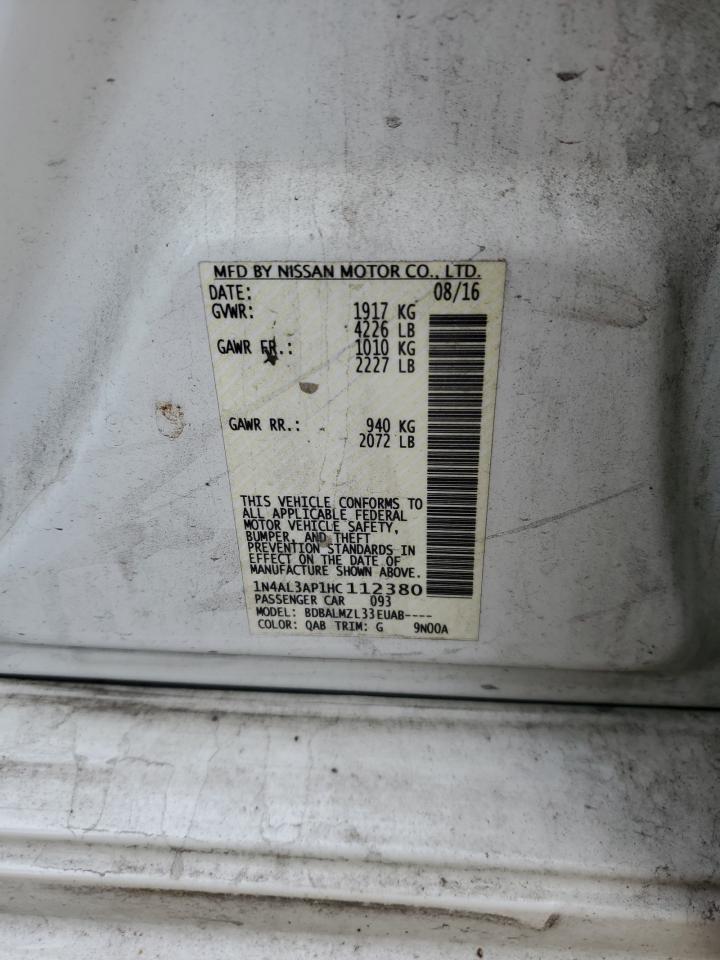 MFD BY NISSAN MOTOR CO., LTD.
DATE: 08/16
GVWR: 1917 KG
4226 LB
GAWR FR.: 1010 KG
2227 LB
GAWR RR.: 940 KG
2072 LB
THIS VEHICLE CONFORMS TO
ALL APPLICABLE FEDERAL
MOTOR VEHICLE SAFETY,
BUMPER, AND THEFT
PREVENTION STANDARDS IN
EFFECT ON THE DATE OF
MANUFACTURE SHOWN ABOVE.
1N4AL3AP1HC112380
PASSENGER CAR 093
MODEL: BDBALMZL33EUAB----
COLOR: QAB TRIM: G 9N00A